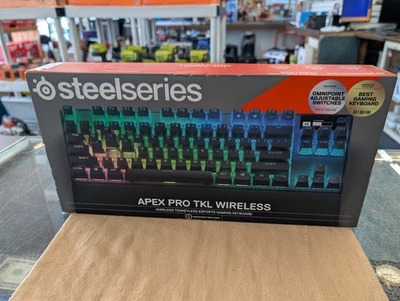 steelseries
OMNIPOINT
ADJUSTABLE
SWITCHES
BEST
GAMING
KEYBOARD
APEX PRO TKL WIRELESS
WIRELESS TENKEYLESS ESPORTS GAMING KEYBOARD